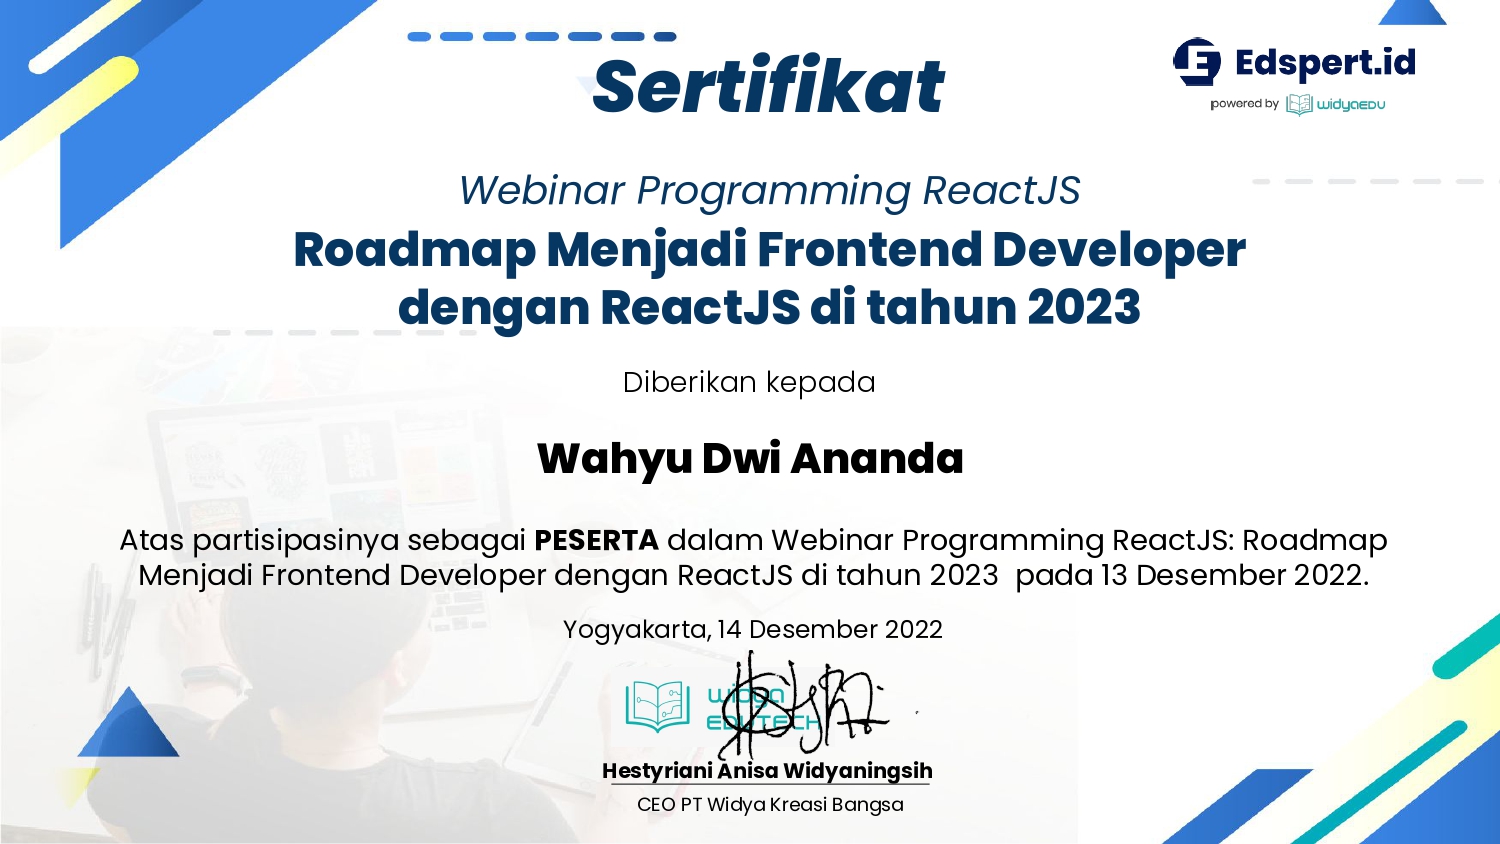 Sertifikat
Edspert.id
powered by WIDYAEDU
Webinar Programming ReactJS
Roadmap Menjadi Frontend Developer
dengan ReactJS di tahun 2023
Diberikan kepada
Wahyu Dwi Ananda
Atas partisipasinya sebagai PESERTA dalam Webinar Programming ReactJS: Roadmap
Menjadi Frontend Developer dengan ReactJS di tahun 2023 pada 13 Desember 2022.
Yogyakarta, 14 Desember 2022
WIDYA
EDUTECH
Hestyriani Anisa Widyaningsih
CEO PT Widya Kreasi Bangsa